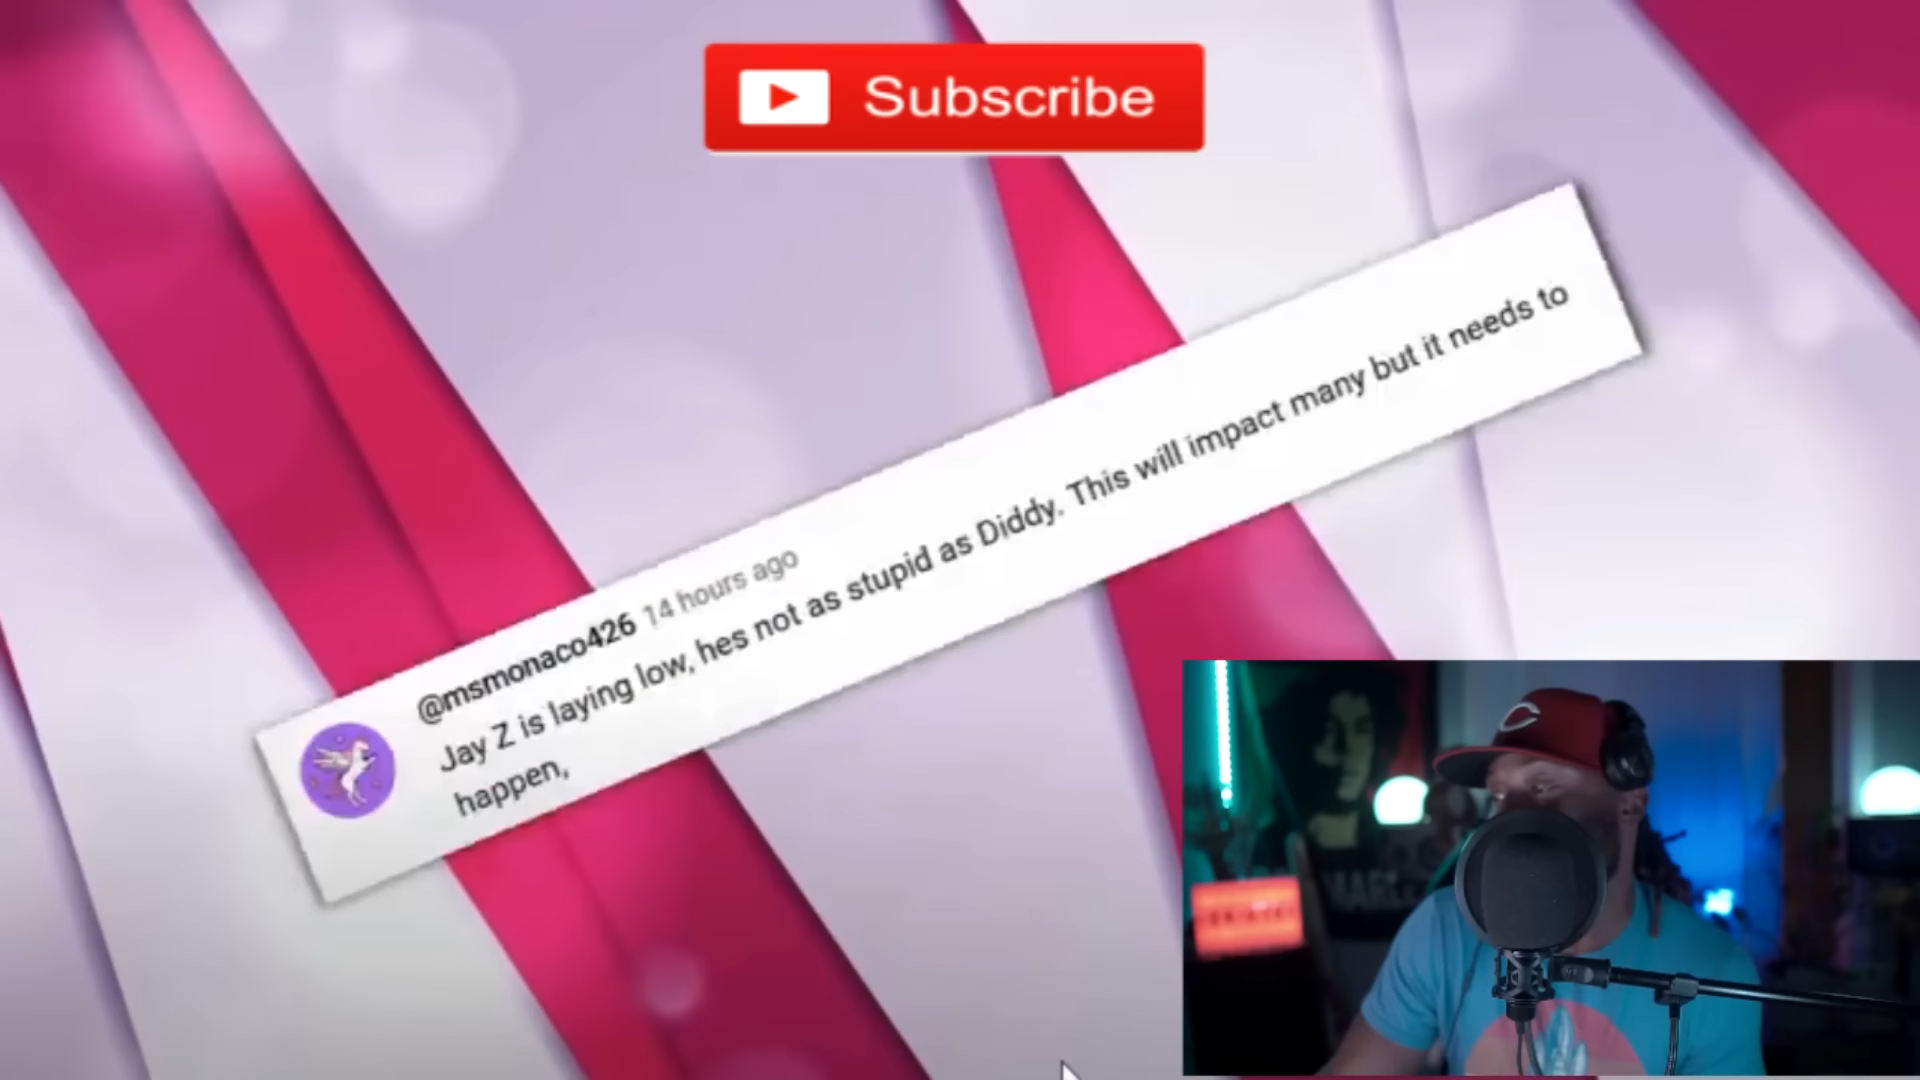 Subscribe
@msmonaco426 14 hours ago
Jay Z is laying low, hes not as stupid as Diddy. This will impact many but it needs to
happen,